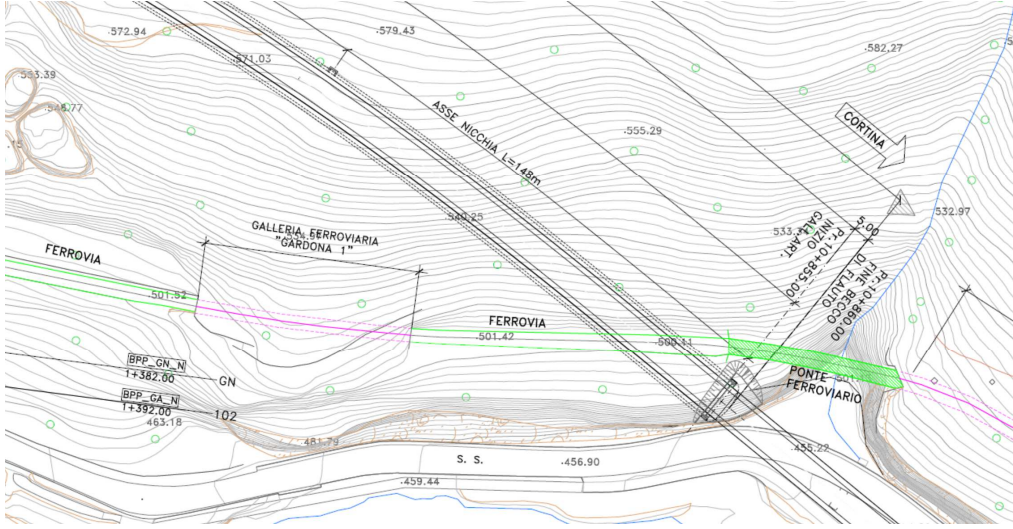 .572.94
.579.43
.582.27
571.03
.553.39
548.77
.555.29
CORTINA
ASSE NICCHIA L=148m
540.25
532.97
5.00
INIZIO
GALL.ART.
Pr.10+855.00
FINE BECCO
DI FLAUTO
Pr.10+860.00
GALLERIA FERROVIARIA
"GARDONA 1"
FERROVIA
.501.52
FERROVIA
.501.42
.500.11
PONTE
FERROVIARIO
BPP_GN_N
1+382.00
GN
BPP_GA_N
1+392.00
102
463.18
481.79
S. S.
.456.90
.455.22
.459.44